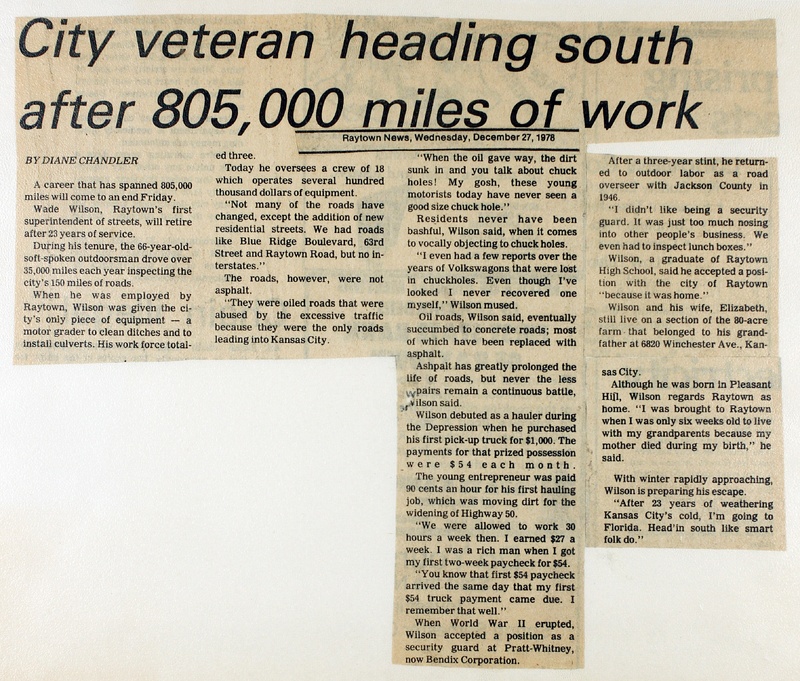 City veteran heading south
after 805,000 miles of work
Raytown News, Wednesday, December 27, 1978
BY DIANE CHANDLER
A career that has spanned 805,000
miles will come to an end Friday.
Wade Wilson, Raytown's first
superintendent of streets, will retire
after 23 years of service.
During his tenure, the 66-year-old-
soft-spoken outdoorsman drove over
35,000 miles each year inspecting the
city's 150 miles of roads.
When he was employed by
Raytown, Wilson was given the ci-
ty's only piece of equipment — a
motor grader to clean ditches and to
install culverts. His work force total-
ed three.
Today he oversees a crew of 18
which operates several hundred
thousand dollars of equipment.
"Not many of the roads have
changed, except the addition of new
residential streets. We had roads
like Blue Ridge Boulevard, 63rd
Street and Raytown Road, but no in-
terstates."
The roads, however, were not
asphalt.
"They were oiled roads that were
abused by the excessive traffic
because they were the only roads
leading into Kansas City.
"When the oil gave way, the dirt
sunk in and you talk about chuck
holes! My gosh, these young
motorists today have never seen a
good size chuck hole."
Residents never have been
bashful, Wilson said, when it comes
to vocally objecting to chuck holes.
"I even had a few reports over the
years of Volkswagons that were lost
in chuckholes. Even though I've
looked I never recovered one
myself," Wilson mused.
Oil roads, Wilson said, eventually
succumbed to concrete roads; most
of which have been replaced with
asphalt.
Ashpalt has greatly prolonged the
life of roads, but never the less
pairs remain a continuous battle,
Wilson said.
Wilson debuted as a hauler during
the Depression when he purchased
his first pick-up truck for $1,000. The
payments for that prized possession
were $54 each month.
The young entrepreneur was paid
90 cents an hour for his first hauling
job, which was moving dirt for the
widening of Highway 50.
"We were allowed to work 30
hours a week then. I earned $27 a
week. I was a rich man when I got
my first two-week paycheck for $54.
"You know that first $54 paycheck
arrived the same day that my first
$54 truck payment came due. I
remember that well."
When World War II erupted,
Wilson accepted a position as a
security guard at Pratt-Whitney,
now Bendix Corporation.
After a three-year stint, he return-
ed to outdoor labor as a road
overseer with Jackson County in
1946.
"I didn't like being a security
guard. It was just too much nosing
into other people's business. We
even had to inspect lunch boxes."
Wilson, a graduate of Raytown
High School, said he accepted a posi-
tion with the city of Raytown
"because it was home."
Wilson and his wife, Elizabeth,
still live on a section of the 80-acre
farm that belonged to his grand-
father at 6820 Winchester Ave., Kan-
sas City.
Although he was born in Pleasant
Hill, Wilson regards Raytown as
home. "I was brought to Raytown
when I was only six weeks old to live
with my grandparents because my
mother died during my birth," he
said.
With winter rapidly approaching,
Wilson is preparing his escape.
"After 23 years of weathering
Kansas City's cold, I'm going to
Florida. Head'in south like smart
folk do."